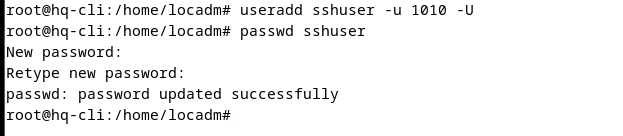 root@hq-cli:/home/locadm# useradd sshuser -u 1010 -U
root@hq-cli:/home/locadm# passwd sshuser
New password:
Retype new password:
passwd: password updated successfully
root@hq-cli:/home/locadm#